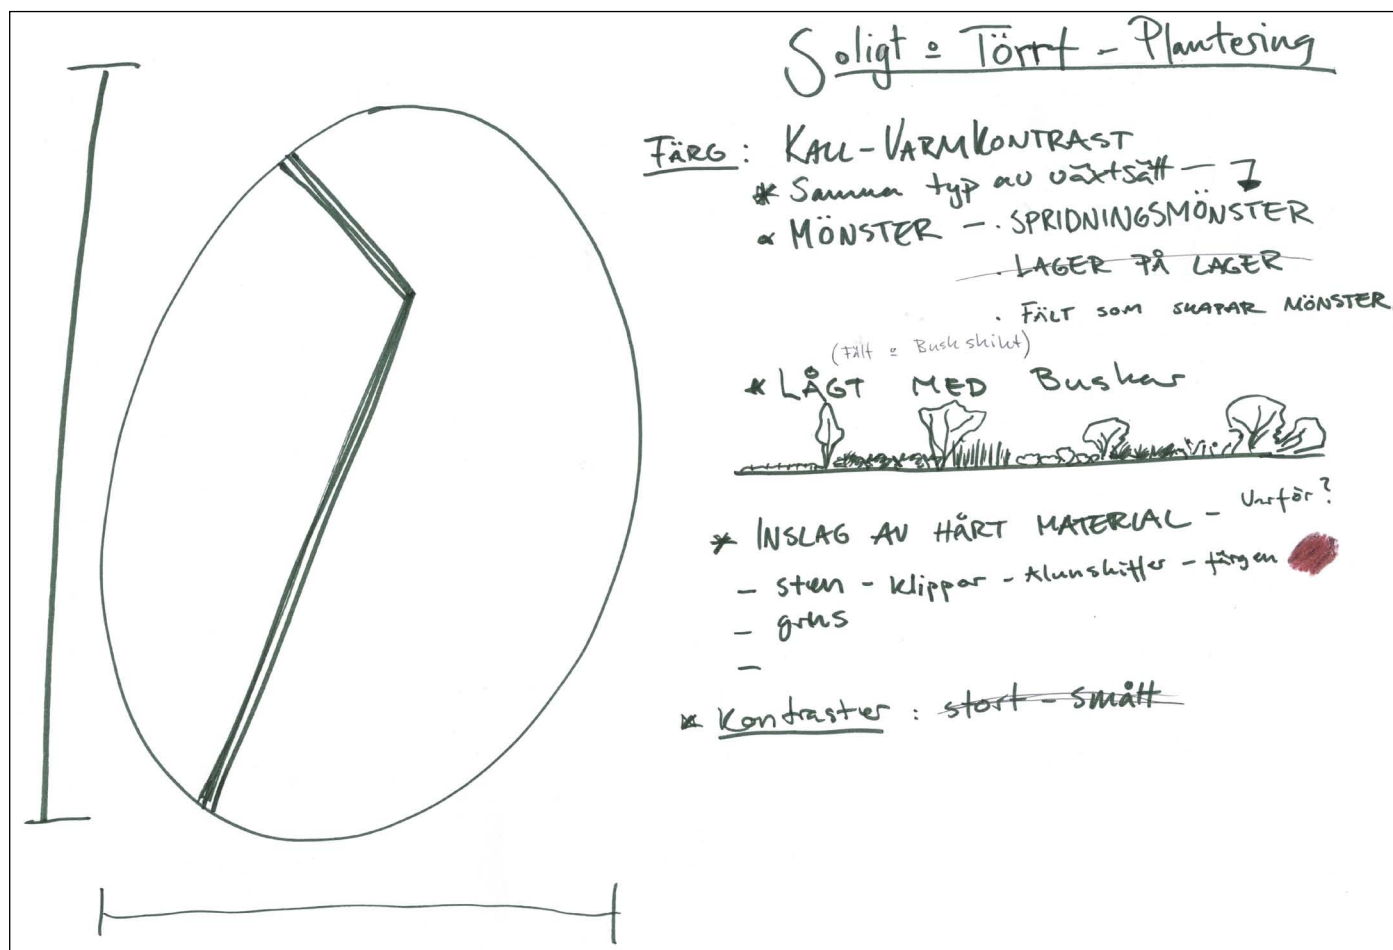 Soligt o Törrt - Plantering
FÄRG: KALL-VARMKONTRAST
* Samma typ av växtsätt —
* MÖNSTER — · SPRIDNINGSMÖNSTER
· LAGER PÅ LAGER
· FÄLT SOM SKAPAR MÖNSTER
(Fält o Buskskikt)
* LÅGT MED Buskar
* INSLAG AV HÅRT MATERIAL - Varför?
- sten - klippor - Alunskiffer - färgen
- grus
-
* Kontraster: stort - smått